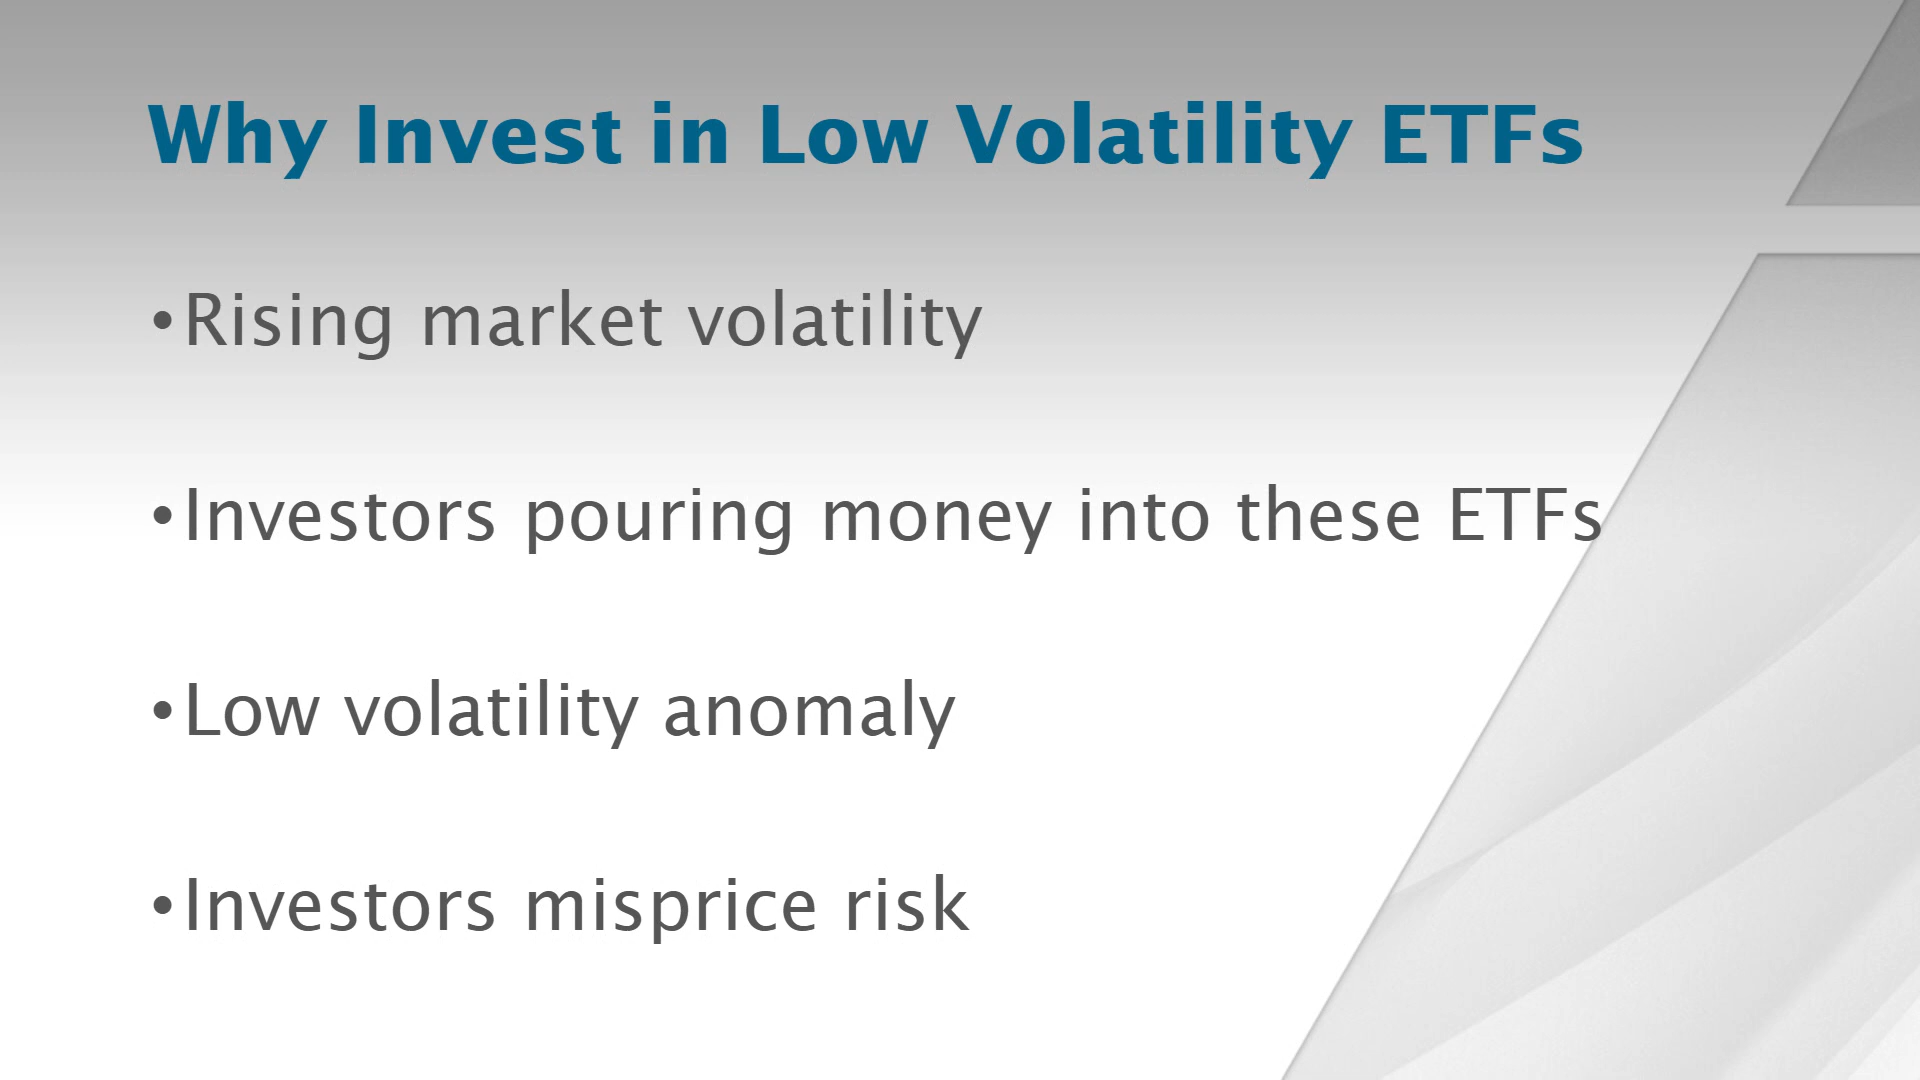 Why Invest in Low Volatility ETFs
•Rising market volatility
•Investors pouring money into these ETFs
•Low volatility anomaly
•Investors misprice risk